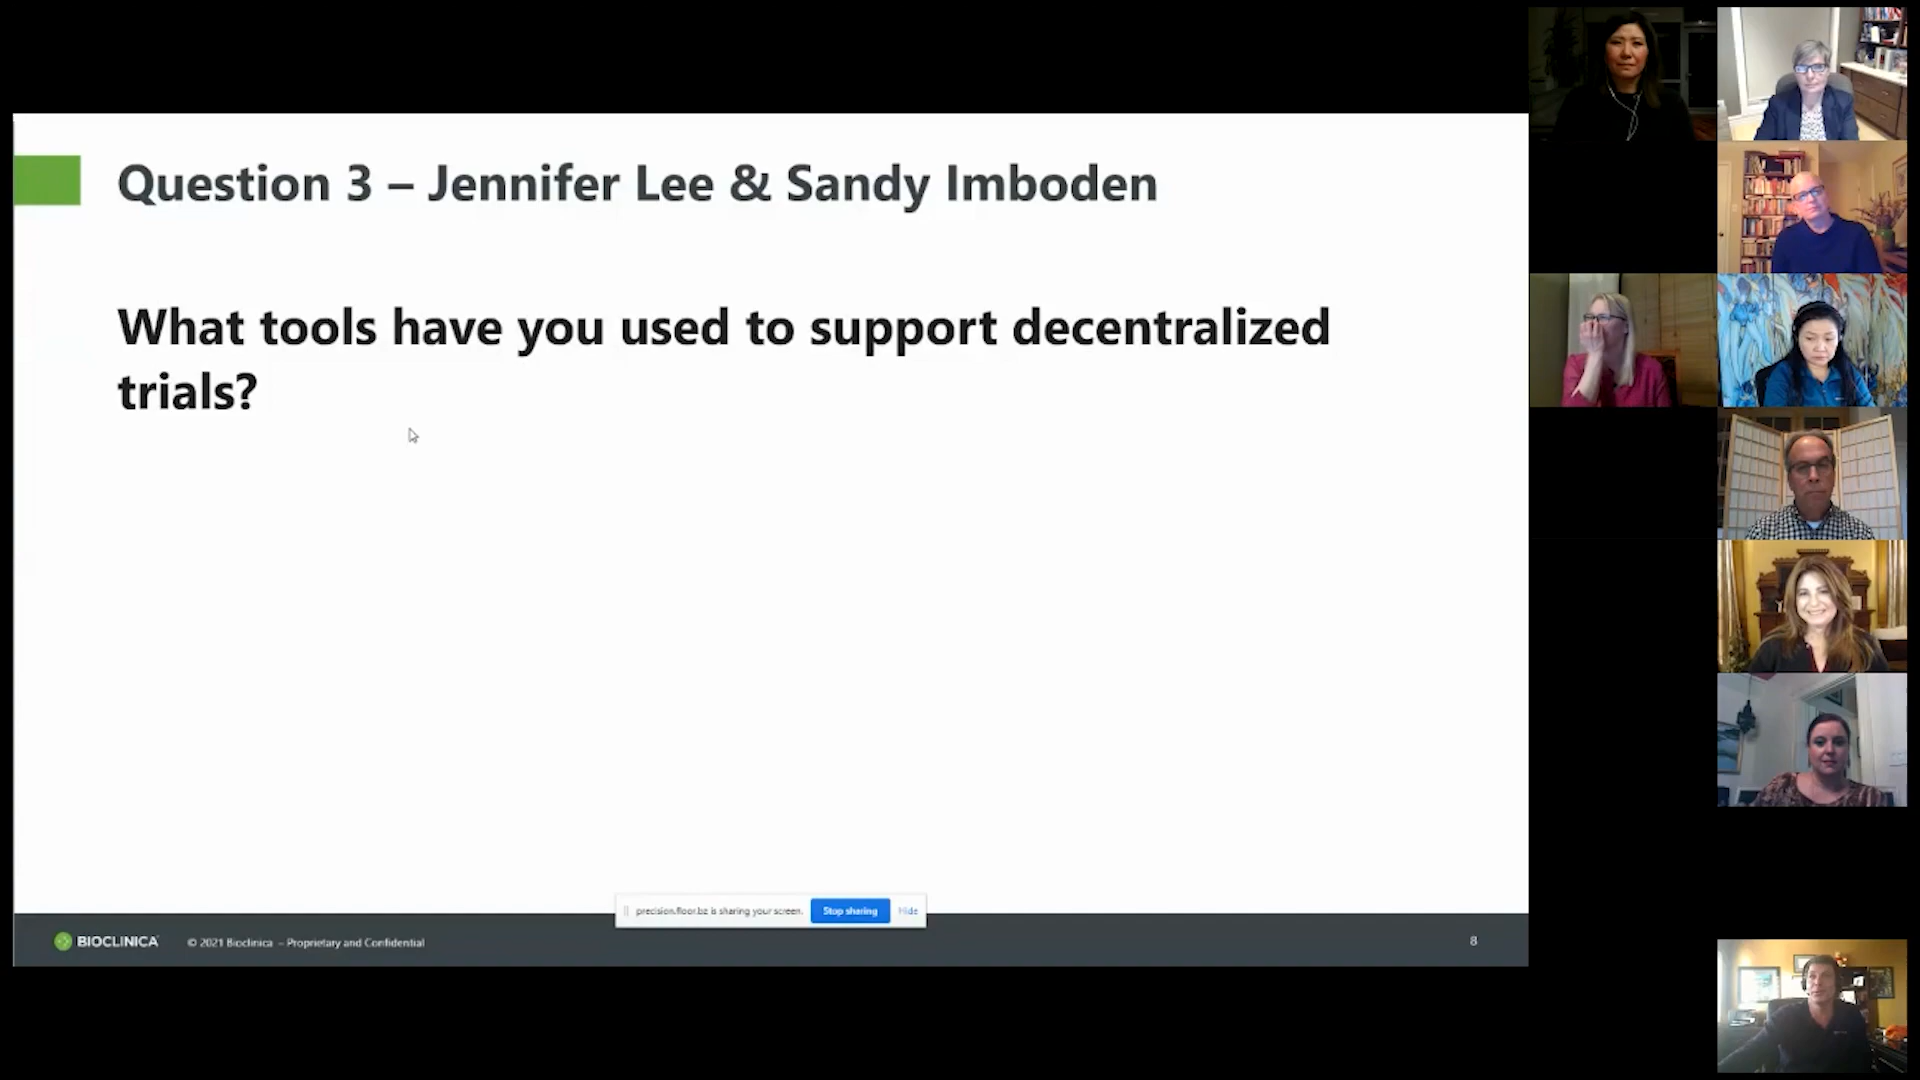 Question 3 – Jennifer Lee & Sandy Imboden
What tools have you used to support decentralized
trials?
precision.floor.bz is sharing your screen.
Stop sharing
Hide
BIOCLINICA
© 2021 Bioclinica – Proprietary and Confidential
8